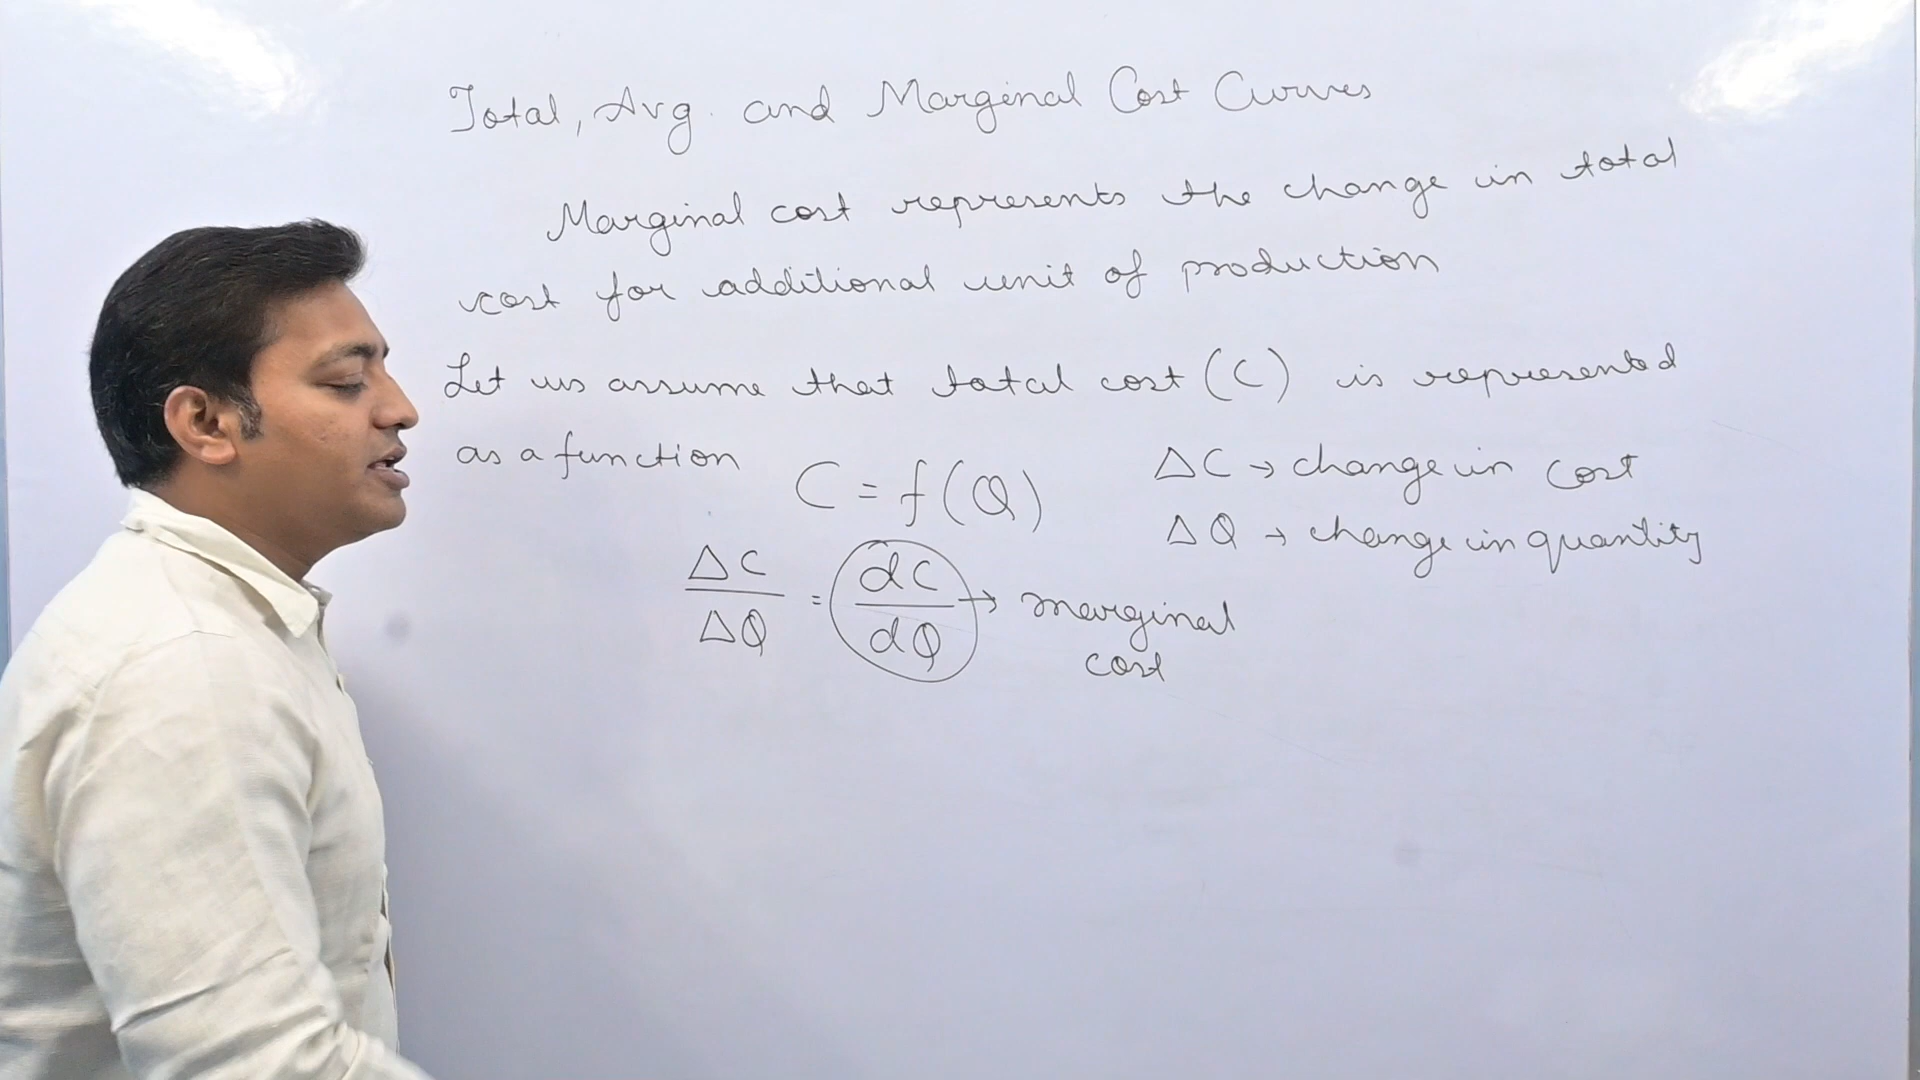 Total, Avg. and Marginal Cost Curves
Marginal cost represents the change in total
cost for additional unit of production
Let us assume that total cost (C) is represented
as a function C = f(Q)
ΔC → change in cost
ΔQ → change in quantity
ΔC/ΔQ = dC/dQ → marginal
cost